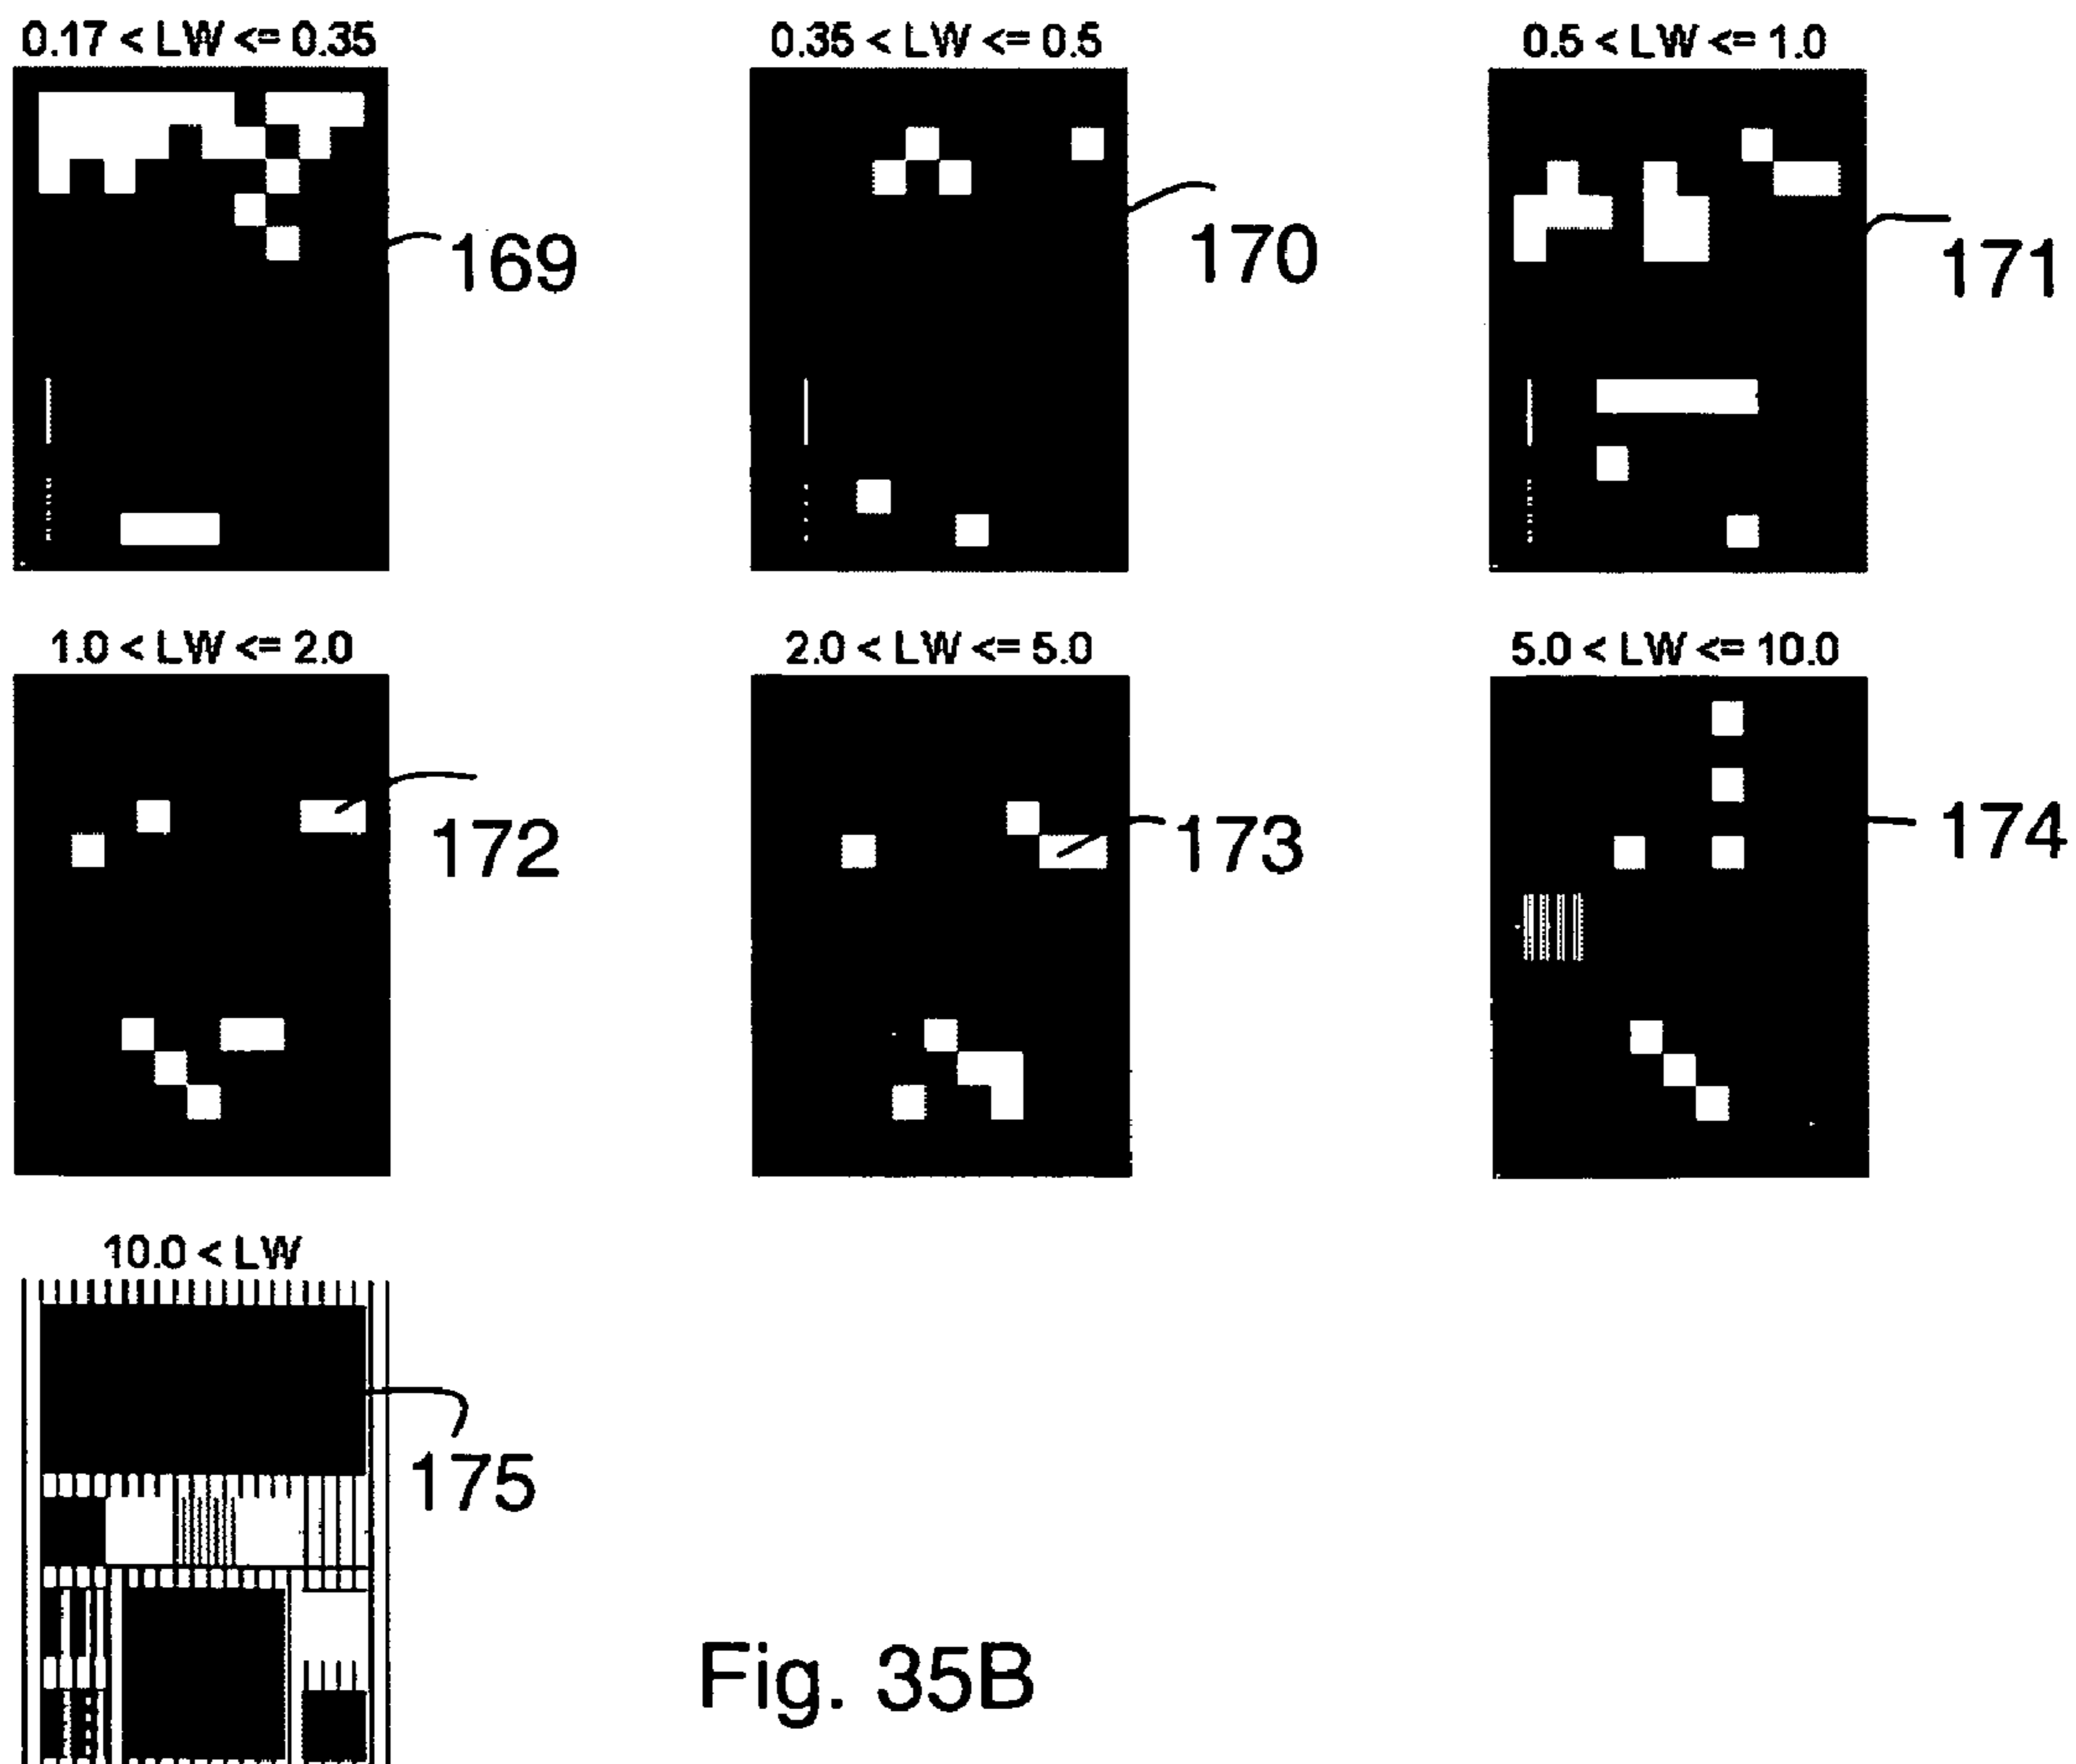 0.17 < LW <= 0.35
0.35 < LW <= 0.5
0.5 < LW <= 1.0
169
170
171
1.0 < LW <= 2.0
2.0 < LW <= 5.0
5.0 < LW <= 10.0
172
173
174
10.0 < LW
175
Fig. 35B